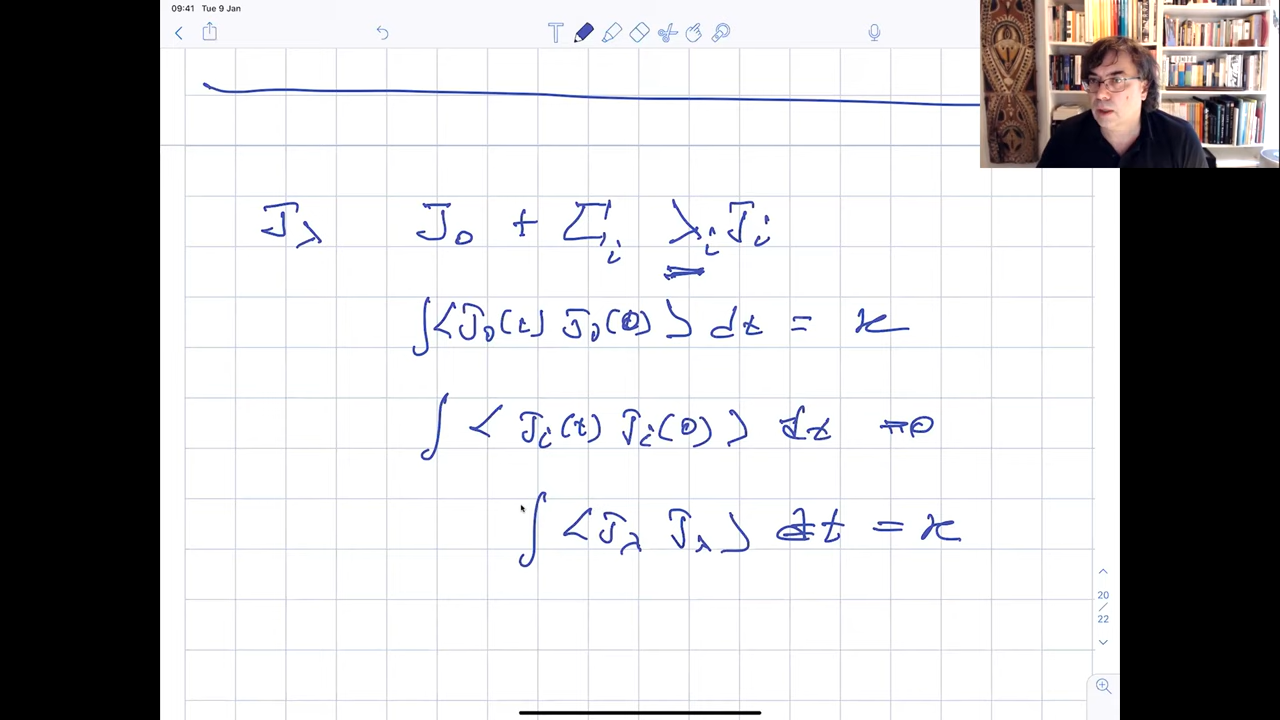 09:41 Tue 9 Jan
J_λ J_0 + Σ_i λ_i J_i
∫⟨J_0(t) J_0(0)⟩ dt = κ
∫⟨J_i(t) J_i(0)⟩ dt = 0
∫⟨J_λ J_λ⟩ dt = κ
20
/
22